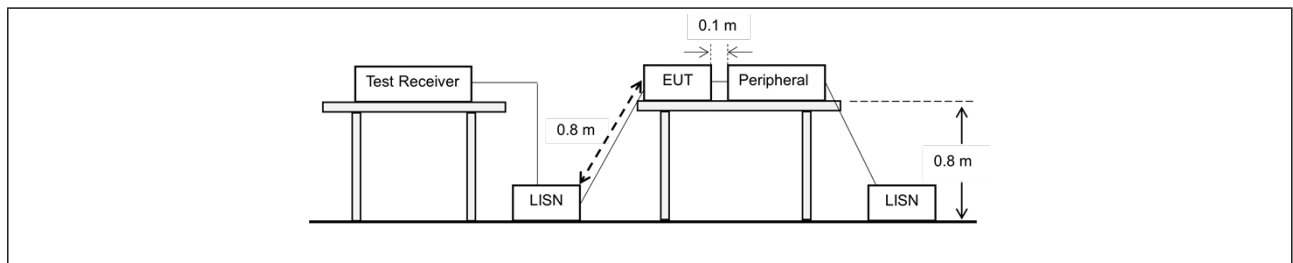 0.1 m
Test Receiver
EUT
Peripheral
0.8 m
0.8 m
LISN
LISN